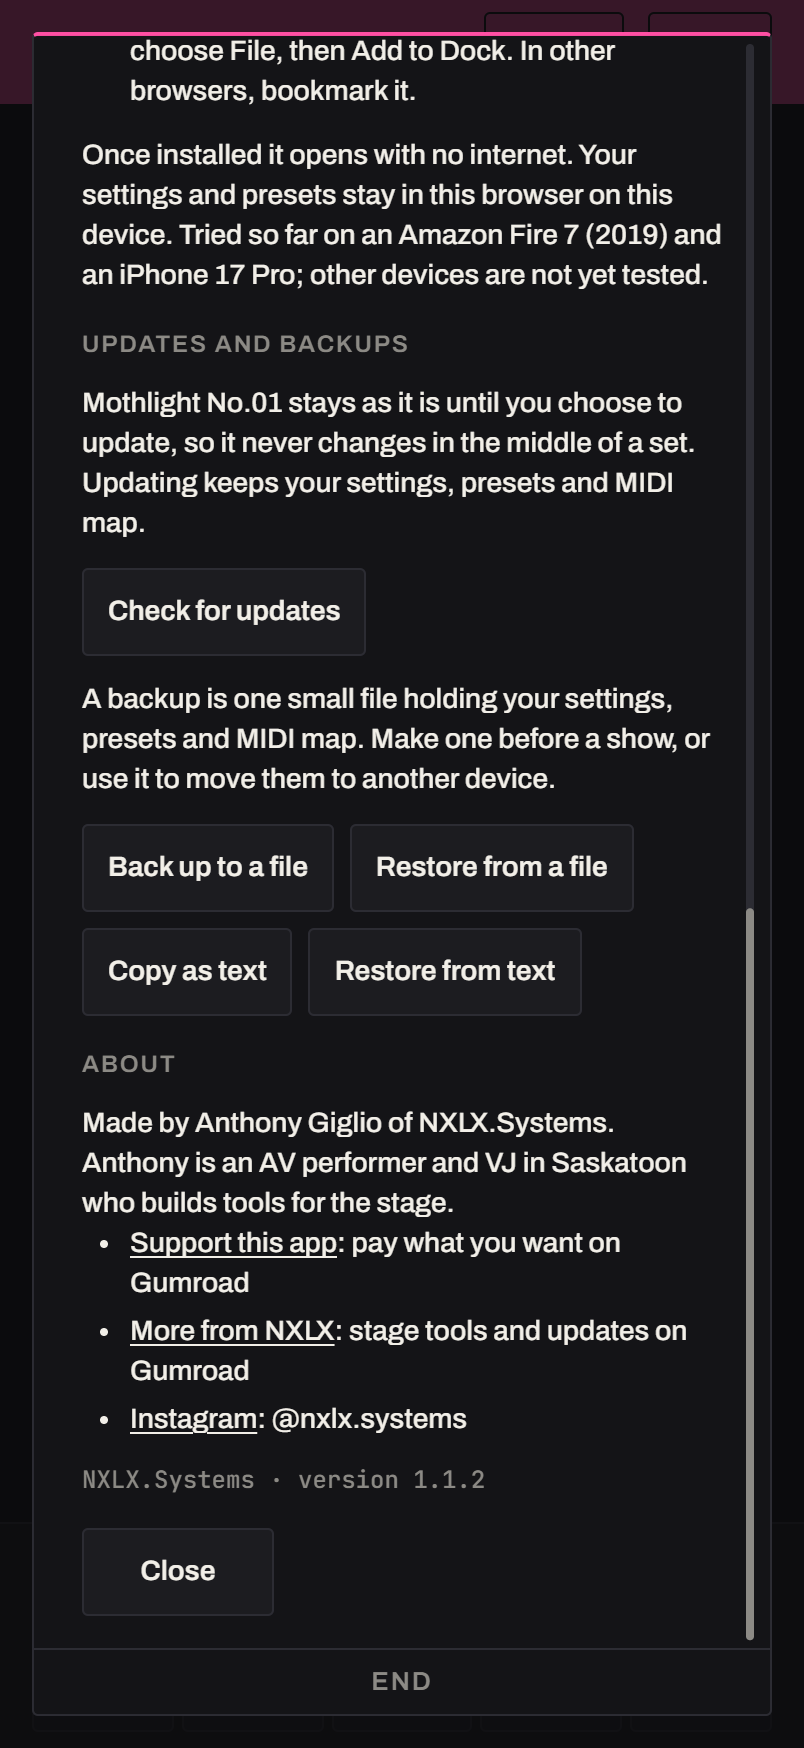 choose File, then Add to Dock. In other
browsers, bookmark it.
Once installed it opens with no internet. Your
settings and presets stay in this browser on this
device. Tried so far on an Amazon Fire 7 (2019) and
an iPhone 17 Pro; other devices are not yet tested.
UPDATES AND BACKUPS
Mothlight No.01 stays as it is until you choose to
update, so it never changes in the middle of a set.
Updating keeps your settings, presets and MIDI
map.
Check for updates
A backup is one small file holding your settings,
presets and MIDI map. Make one before a show, or
use it to move them to another device.
Back up to a file
Restore from a file
Copy as text
Restore from text
ABOUT
Made by Anthony Giglio of NXLX.Systems.
Anthony is an AV performer and VJ in Saskatoon
who builds tools for the stage.
• Support this app: pay what you want on
Gumroad
• More from NXLX: stage tools and updates on
Gumroad
• Instagram: @nxlx.systems
NXLX.Systems · version 1.1.2
Close
END